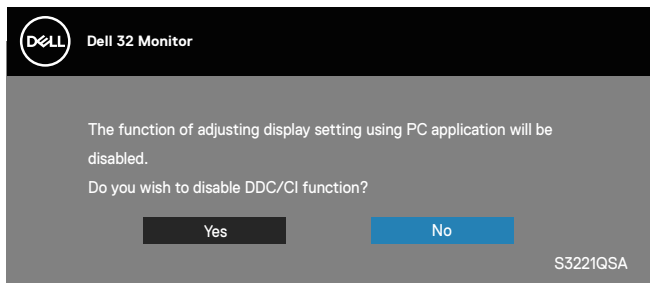 DELL
Dell 32 Monitor
The function of adjusting display setting using PC application will be
disabled.
Do you wish to disable DDC/CI function?
Yes No
S3221QSA